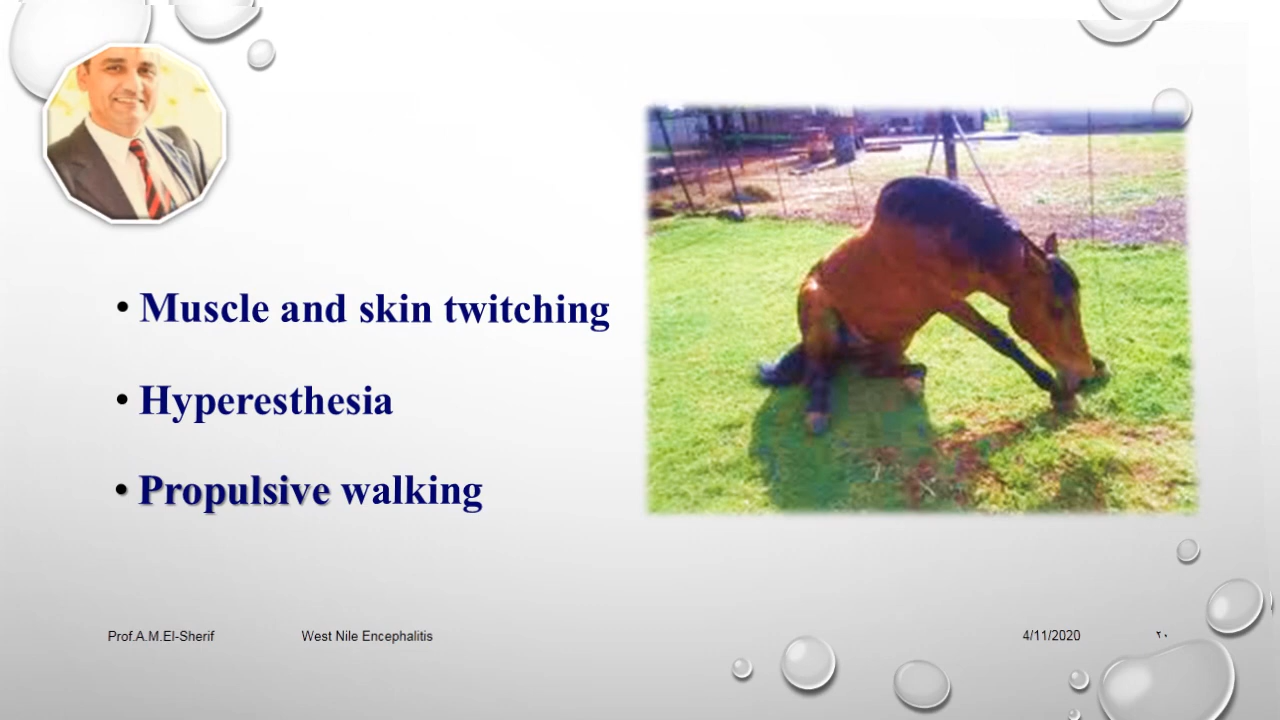 • Muscle and skin twitching
• Hyperesthesia
• Propulsive walking
Prof.A.M.El-Sherif West Nile Encephalitis 4/11/2020 ٢٠